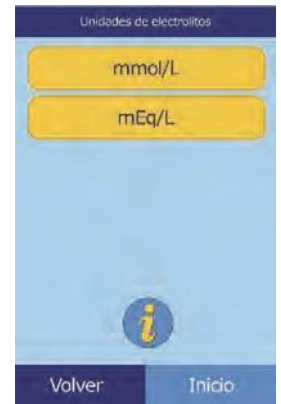 Unidades de electrolitos
mmol/L
mEq/L
i
Volver Inicio